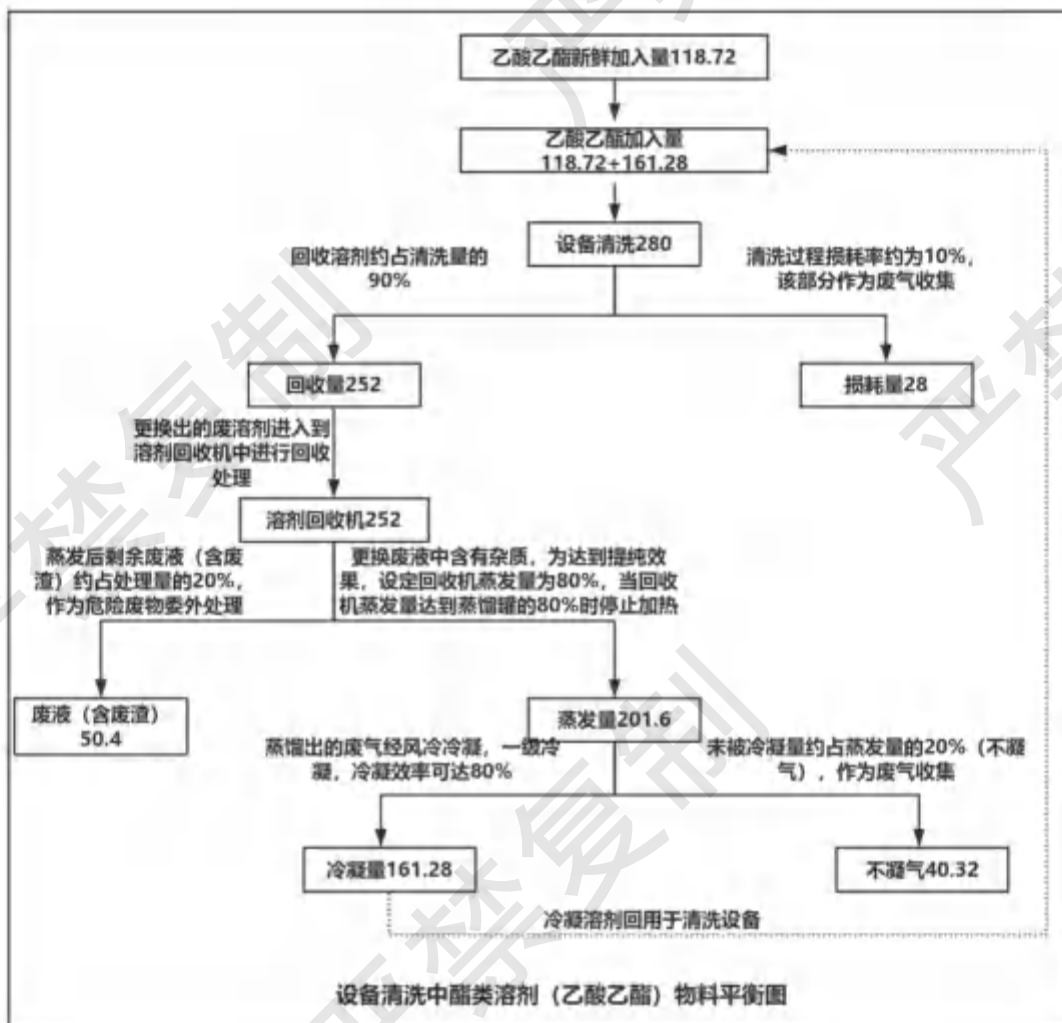 乙酸乙酯新鲜加入量118.72
乙酸乙酯加入量
118.72+161.28
设备清洗280
回收溶剂约占清洗量的
90%
清洗过程损耗率约为10%，
该部分作为废气收集
回收量252
损耗量28
更换出的废溶剂进入到
溶剂回收机中进行回收
处理
溶剂回收机252
蒸发后剩余废液（含废
渣）约占处理量的20%，
作为危险废物委外处理
更换废液中含有杂质，为达到提纯效
果，设定回收机蒸发量为80%，当回收
机蒸发量达到蒸馏罐的80%时停止加热
废液（含废渣）
50.4
蒸发量201.6
蒸馏出的废气经风冷冷凝，一级冷
凝，冷凝效率可达80%
未被冷凝量约占蒸发量的20%（不凝
气），作为废气收集
冷凝量161.28
不凝气40.32
冷凝溶剂回用于清洗设备
设备清洗中酯类溶剂（乙酸乙酯）物料平衡图
严禁复制
严禁
严禁复制
严